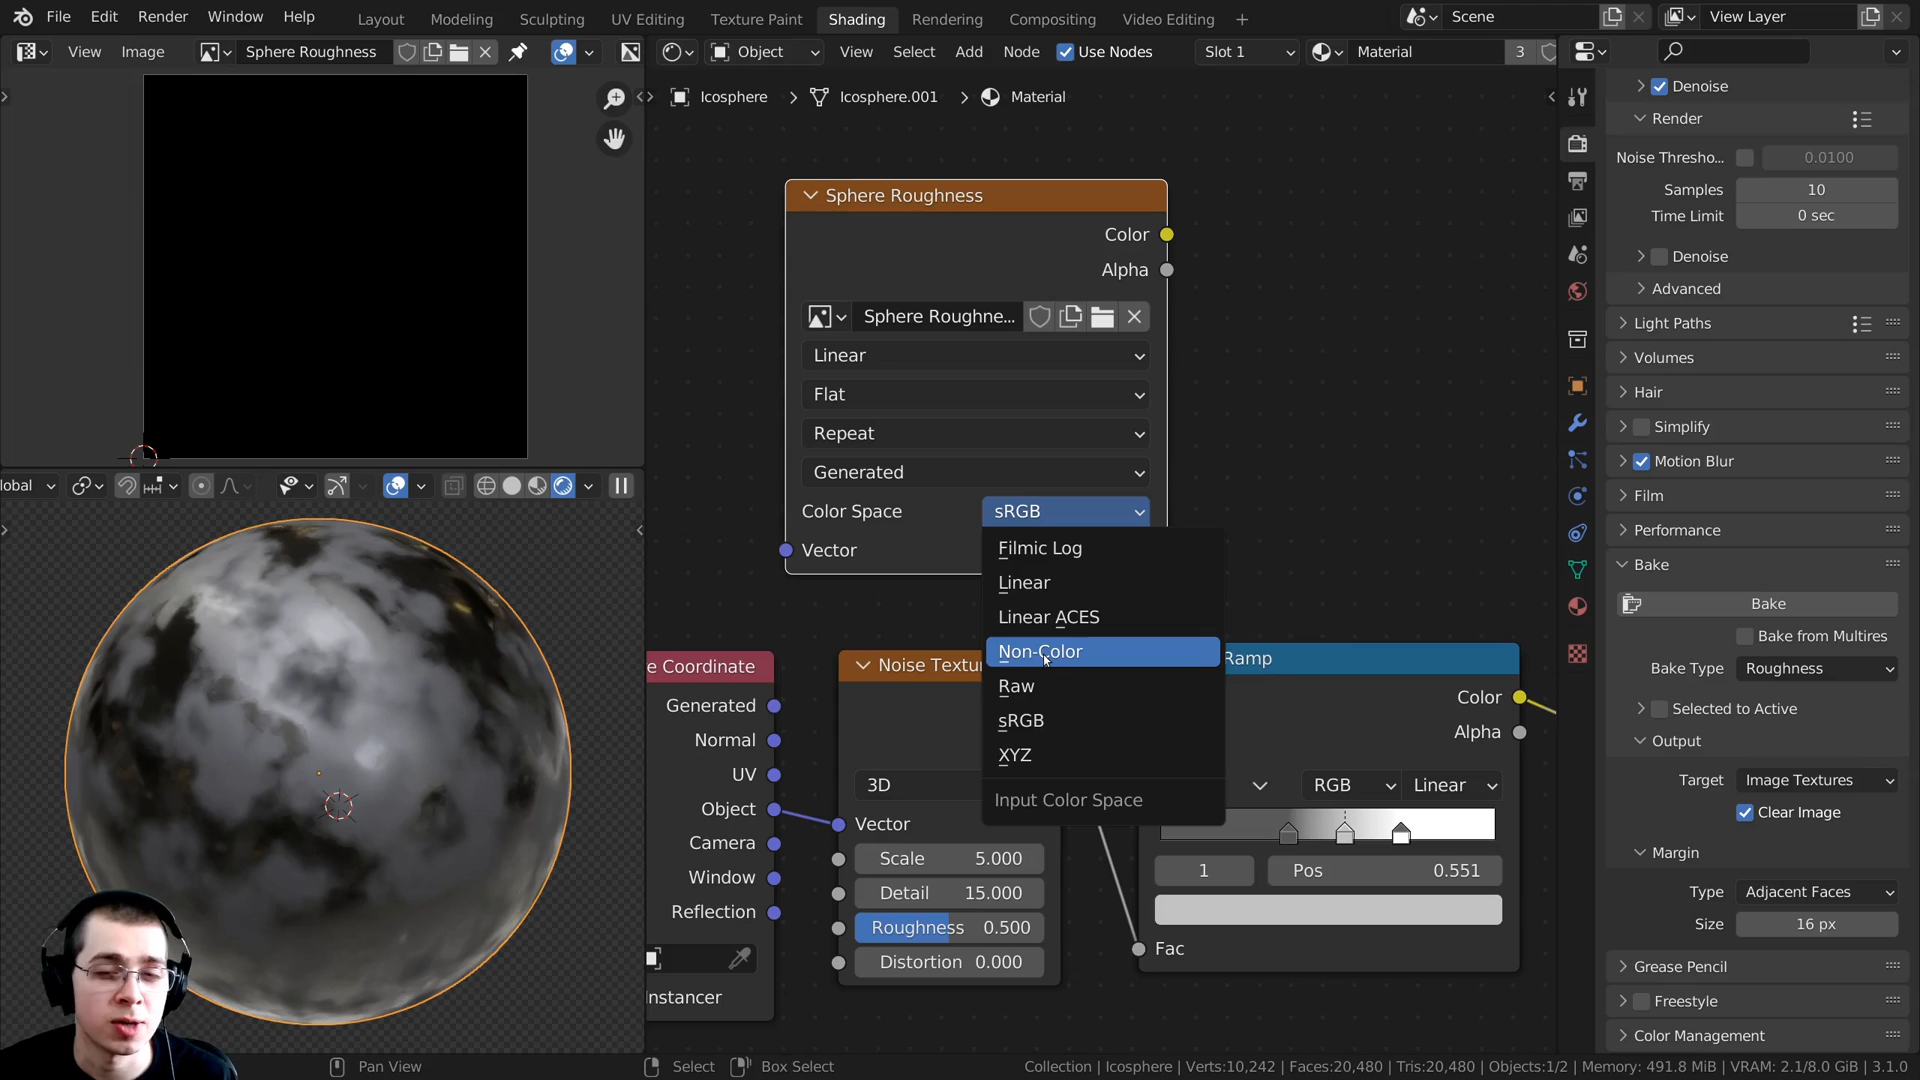 File Edit Render Window Help Layout Modeling Sculpting UV Editing Texture Paint Shading Rendering Compositing Video Editing + Scene View Layer
View Image Sphere Roughness Object View Select Add Node Use Nodes Slot 1 Material 3
Icosphere > Icosphere.001 > Material
Sphere Roughness
Color
Alpha
Sphere Roughne...
Linear
Flat
Repeat
Generated
Color Space sRGB
Vector
Filmic Log
Linear
Linear ACES
Non-Color
Raw
sRGB
XYZ
Input Color Space
lobal
e Coordinate
Generated
Normal
UV
Object
Camera
Window
Reflection
Instancer
Noise Textu
3D
Vector
Scale 5.000
Detail 15.000
Roughness 0.500
Distortion 0.000
Ramp
Color
Alpha
RGB Linear
1 Pos 0.551
Fac
Denoise
Render
Noise Thresho... 0.0100
Samples 10
Time Limit 0 sec
Denoise
Advanced
Light Paths
Volumes
Hair
Simplify
Motion Blur
Film
Performance
Bake
Bake
Bake from Multires
Bake Type Roughness
Selected to Active
Output
Target Image Textures
Clear Image
Margin
Type Adjacent Faces
Size 16 px
Grease Pencil
Freestyle
Color Management
Pan View Select Box Select Collection | Icosphere | Verts:10,242 | Faces:20,480 | Tris:20,480 | Objects:1/2 | Memory: 491.8 MiB | VRAM: 2.1/8.0 GiB | 3.1.0